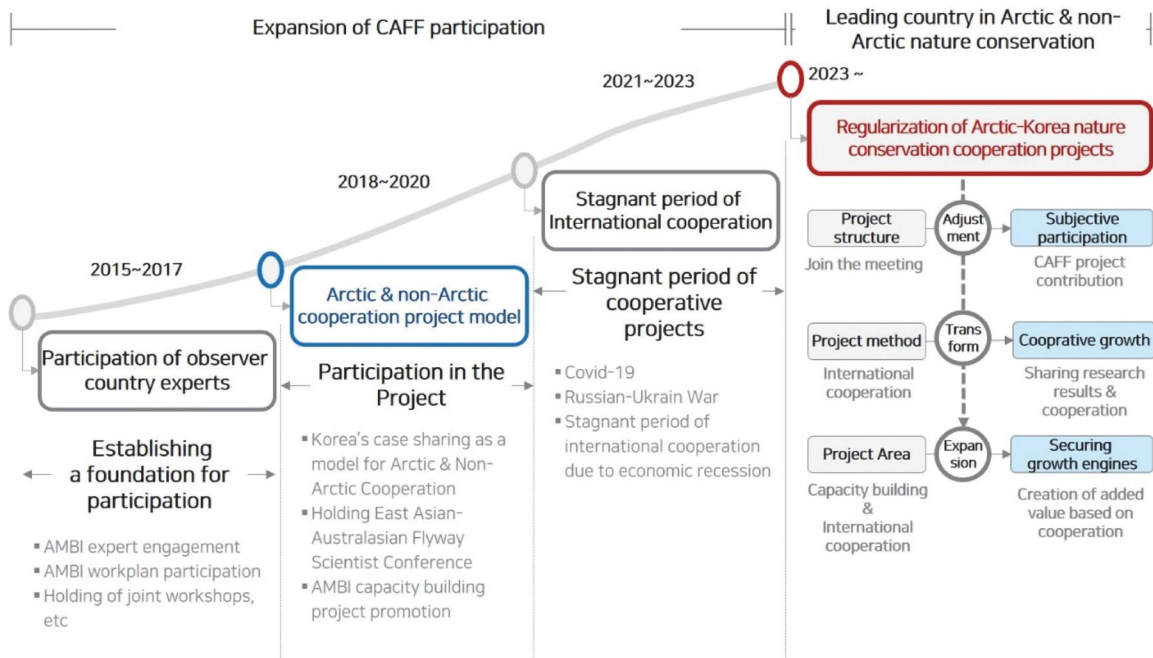 Expansion of CAFF participation
Leading country in Arctic & non-
Arctic nature conservation
2015~2017
Participation of observer
country experts
Establishing
a foundation for
participation
▪ AMBI expert engagement
▪ AMBI workplan participation
▪ Holding of joint workshops,
etc
2018~2020
Arctic & non-Arctic
cooperation project model
Participation in the
Project
▪ Korea's case sharing as a
model for Arctic & Non-
Arctic Cooperation
▪ Holding East Asian-
Australasian Flyway
Scientist Conference
▪ AMBI capacity building
project promotion
2021~2023
Stagnant period of
International cooperation
Stagnant period of
cooperative
projects
▪ Covid-19
▪ Russian-Ukrain War
▪ Stagnant period of
international cooperation
due to economic recession
2023 ~
Regularization of Arctic-Korea nature
conservation cooperation projects
Project
structure
Join the meeting
Adjust
ment
Subjective
participation
CAFF project
contribution
Project method
International
cooperation
Trans
form
Cooprative growth
Sharing research
results &
cooperation
Project Area
Capacity building
&
International
cooperation
Expan
sion
Securing
growth engines
Creation of added
value based on
cooperation